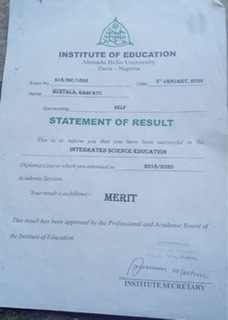 INSTITUTE OF EDUCATION
Ahmadu Bello University,
Zaria - Nigeria
Exam No: Date: JANUARY, 2022
Name:
Sponsorship: SELF
STATEMENT OF RESULT
This is to inform you that you have been successful in the
INTEGRATED SCIENCE EDUCATION
Diploma/Course which you attended in 2018/2020
Academic Session
Your result is as follows:-
MERIT
This result has been approved by the Professional and Academic Board of
the Institute of Education.
INSTITUTE SECRETARY